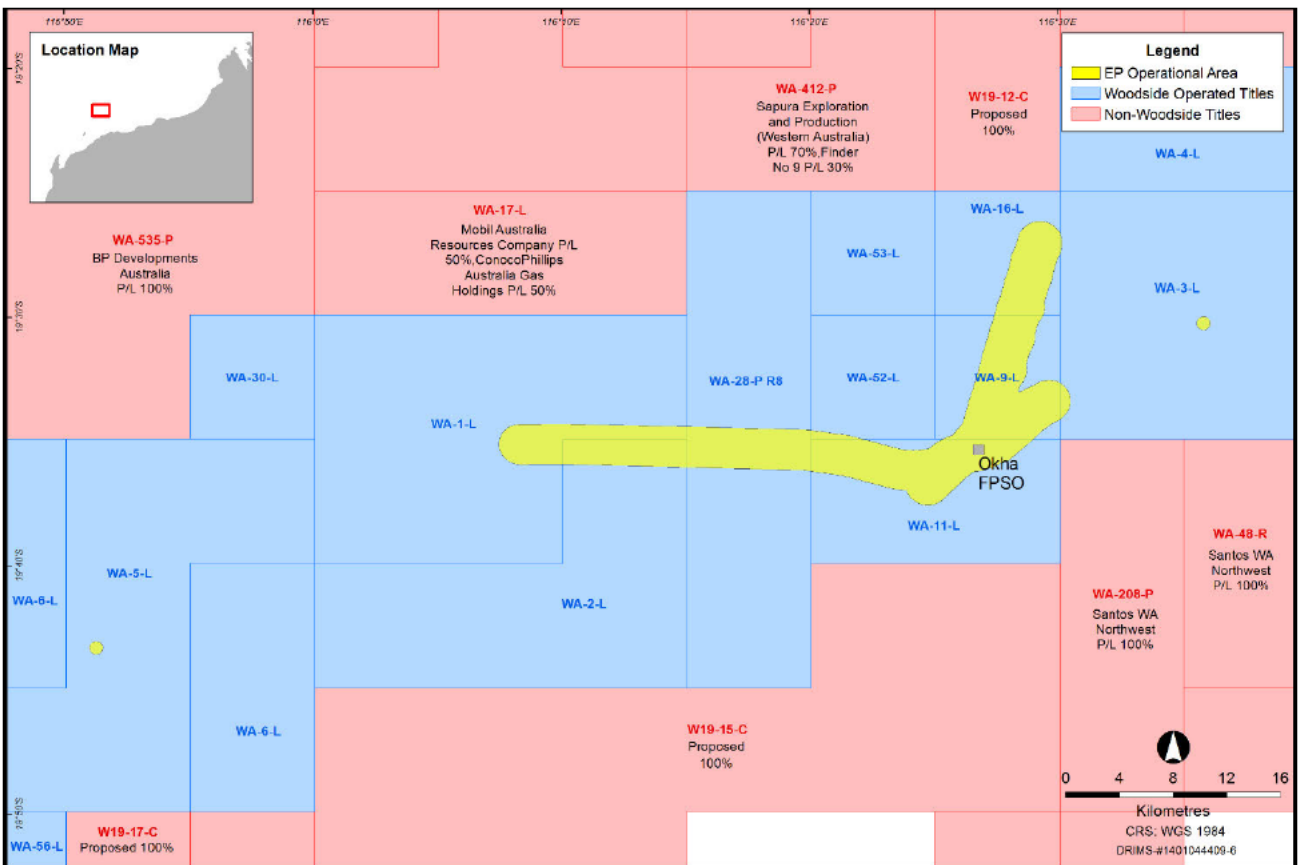 115°50'E
116°0'E
116°10'E
116°20'E
116°30'E
19°20'S
19°30'S
19°40'S
19°50'S
Location Map
Legend
EP Operational Area
Woodside Operated Titles
Non-Woodside Titles
WA-412-P
Sapura Exploration
and Production
(Western Australia)
P/L 70%,Finder
No 9 P/L 30%
W19-12-C
Proposed
100%
WA-4-L
WA-535-P
BP Developments
Australia
P/L 100%
WA-17-L
Mobil Australia
Resources Company P/L
50%,ConocoPhillips
Australia Gas
Holdings P/L 50%
WA-16-L
WA-53-L
WA-3-L
WA-30-L
WA-1-L
WA-28-P R8
WA-52-L
WA-9-L
Okha
FPSO
WA-11-L
WA-48-R
Santos WA
Northwest
P/L 100%
WA-5-L
WA-6-L
WA-2-L
WA-208-P
Santos WA
Northwest
P/L 100%
WA-6-L
W19-15-C
Proposed
100%
0 4 8 12 16
Kilometres
CRS: WGS 1984
DRIMS-#1401044409-6
WA-56-L
W19-17-C
Proposed 100%